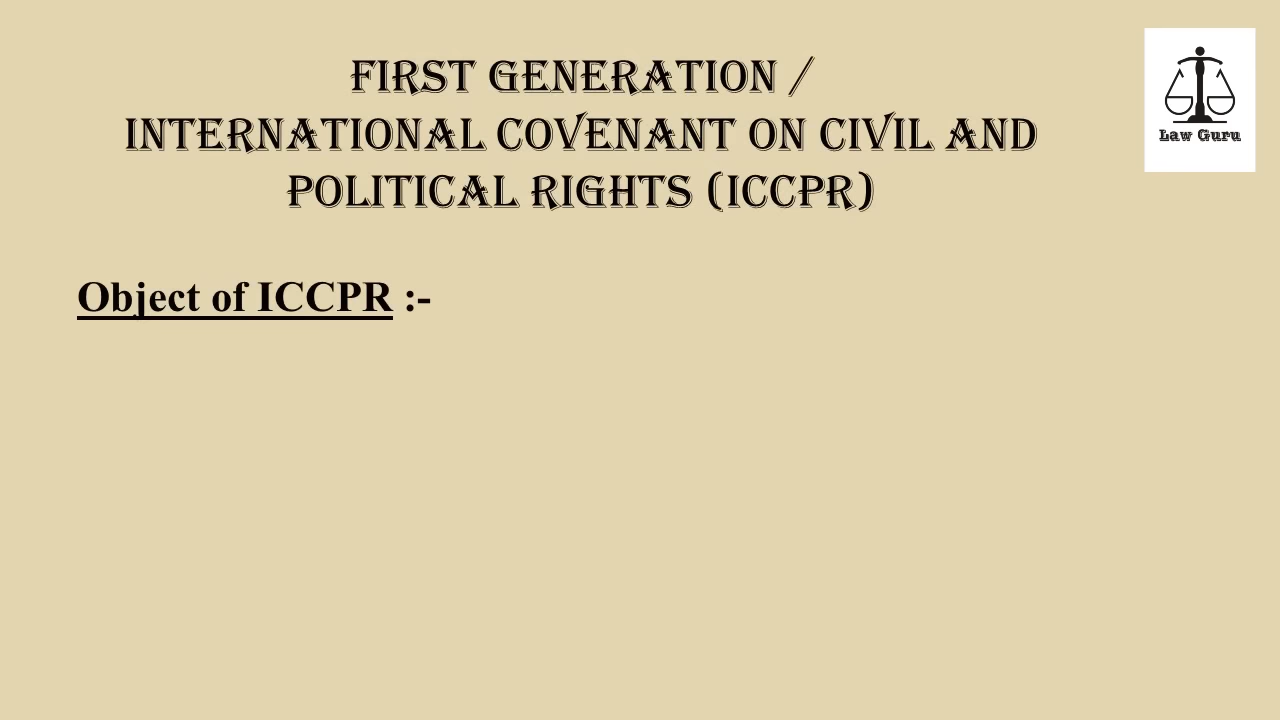 FIRST GENERATION /
INTERNATIONAL COVENANT ON CIVIL AND
POLITICAL RIGHTS (ICCPR)
Law Guru
Object of ICCPR :-